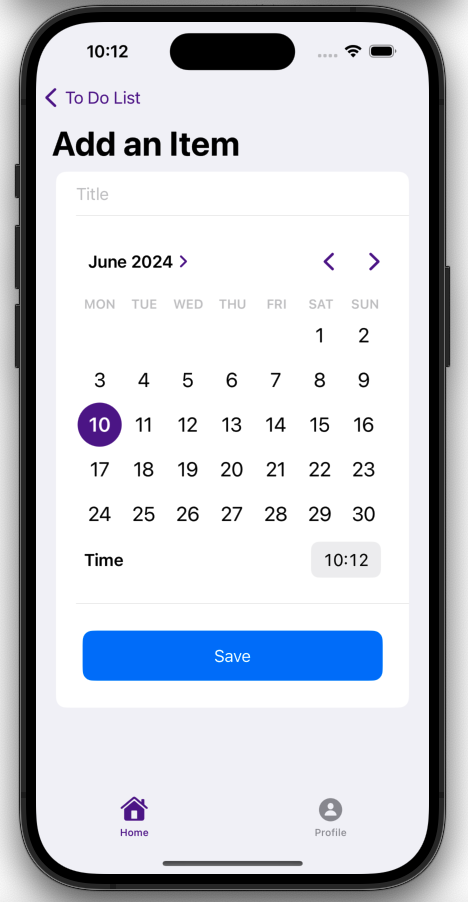 10:12
To Do List
Add an Item
Title
June 2024
MON TUE WED THU FRI SAT SUN
1 2
3 4 5 6 7 8 9
10 11 12 13 14 15 16
17 18 19 20 21 22 23
24 25 26 27 28 29 30
Time 10:12
Save
Home Profile